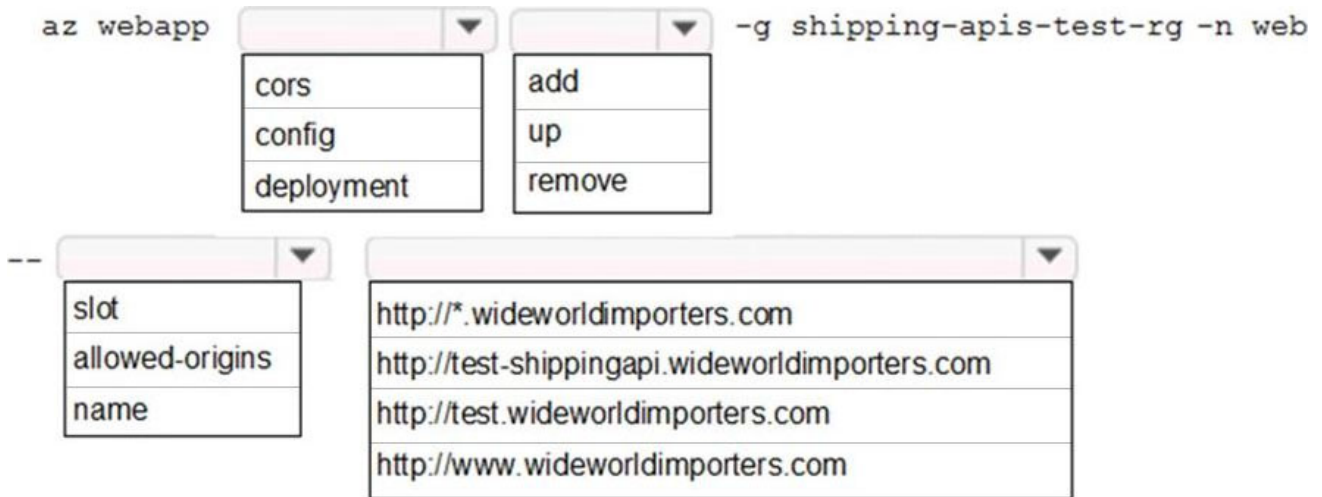 az webapp -g shipping-apis-test-rg -n web
cors
config
deployment
add
up
remove
--
slot
allowed-origins
name
http://*.wideworldimporters.com
http://test-shippingapi.wideworldimporters.com
http://test.wideworldimporters.com
http://www.wideworldimporters.com